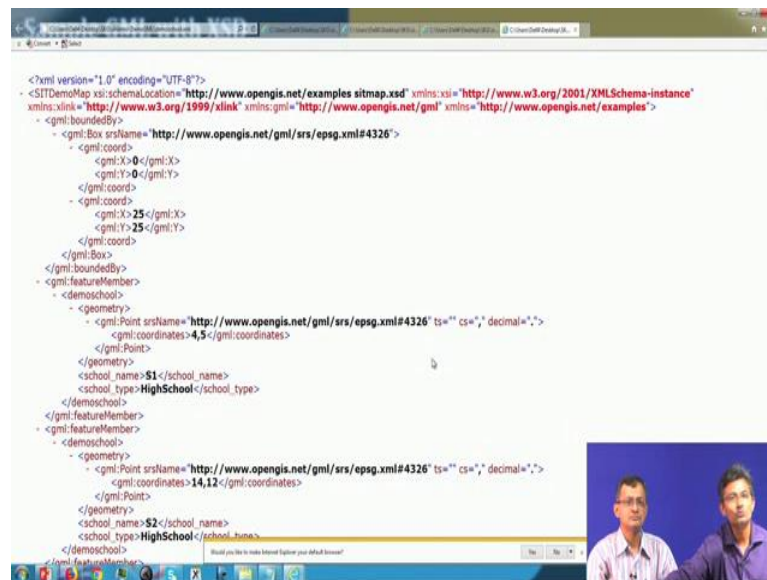 Sample GML with XSD
Convert Select
<?xml version="1.0" encoding="UTF-8"?>
- <SITDemoMap xsi:schemaLocation="http://www.opengis.net/examples sitmap.xsd" xmlns:xsi="http://www.w3.org/2001/XMLSchema-instance"
xmlns:xlink="http://www.w3.org/1999/xlink" xmlns:gml="http://www.opengis.net/gml" xmlns="http://www.opengis.net/examples">
- <gml:boundedBy>
- <gml:Box srsName="http://www.opengis.net/gml/srs/epsg.xml#4326">
- <gml:coord>
<gml:X>0</gml:X>
<gml:Y>0</gml:Y>
</gml:coord>
- <gml:coord>
<gml:X>25</gml:X>
<gml:Y>25</gml:Y>
</gml:coord>
</gml:Box>
</gml:boundedBy>
- <gml:featureMember>
- <demoschool>
- <geometry>
- <gml:Point srsName="http://www.opengis.net/gml/srs/epsg.xml#4326" ts="" cs="," decimal=".">
<gml:coordinates>4,5</gml:coordinates>
</gml:Point>
</geometry>
<school_name>S1</school_name>
<school_type>HighSchool</school_type>
</demoschool>
</gml:featureMember>
- <gml:featureMember>
- <demoschool>
- <geometry>
- <gml:Point srsName="http://www.opengis.net/gml/srs/epsg.xml#4326" ts="" cs="," decimal=".">
<gml:coordinates>14,12</gml:coordinates>
</gml:Point>
</geometry>
<school_name>S2</school_name>
<school_type>HighSchool</school_type>
</demoschool>
</gml:featureMember>
Would you like to make Internet Explorer your default browser? Yes No